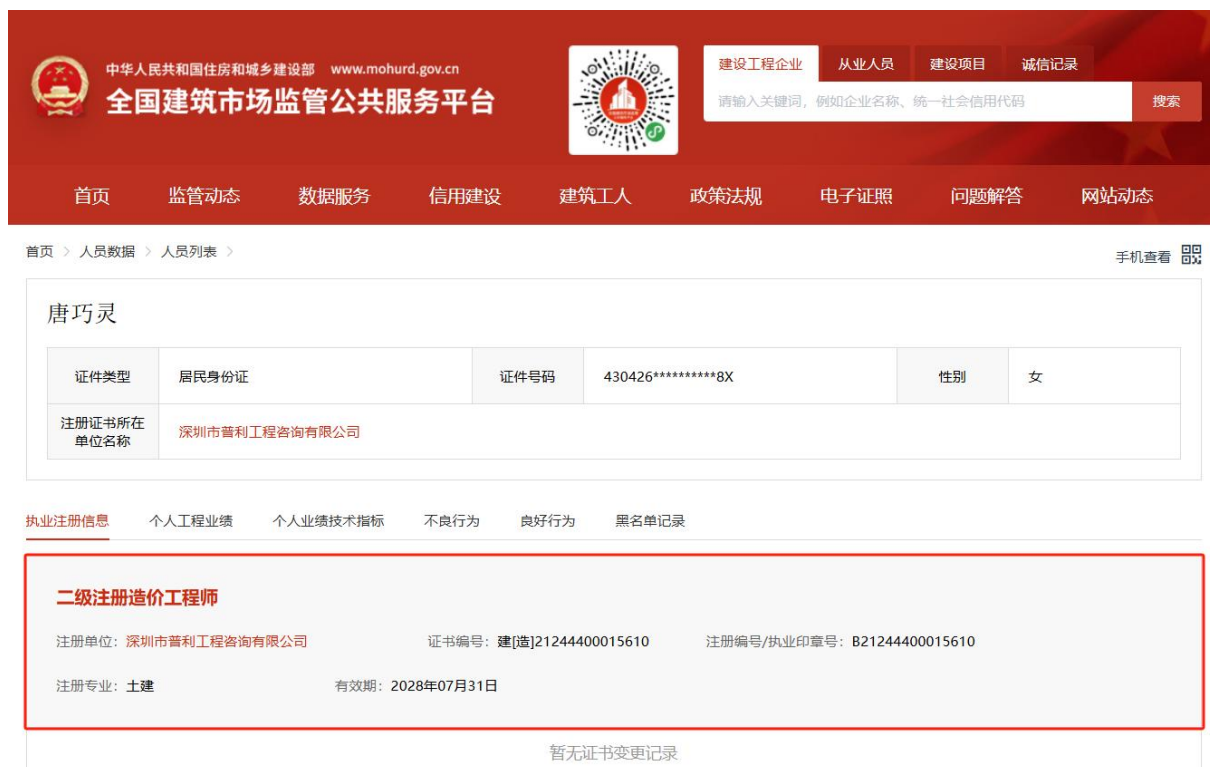 中华人民共和国住房和城乡建设部 www.mohurd.gov.cn
全国建筑市场监管公共服务平台
建设工程企业 从业人员 建设项目 诚信记录
请输入关键词，例如企业名称、统一社会信用代码 搜索
首页 监管动态 数据服务 信用建设 建筑工人 政策法规 电子证照 问题解答 网站动态
首页 > 人员数据 > 人员列表 >
手机查看
唐巧灵
证件类型 居民身份证 证件号码 430426**********8X 性别 女
注册证书所在
单位名称
深圳市普利工程咨询有限公司
执业注册信息 个人工程业绩 个人业绩技术指标 不良行为 良好行为 黑名单记录
二级注册造价工程师
注册单位：深圳市普利工程咨询有限公司 证书编号：建[造]21244400015610 注册编号/执业印章号：B21244400015610
注册专业：土建 有效期：2028年07月31日
暂无证书变更记录